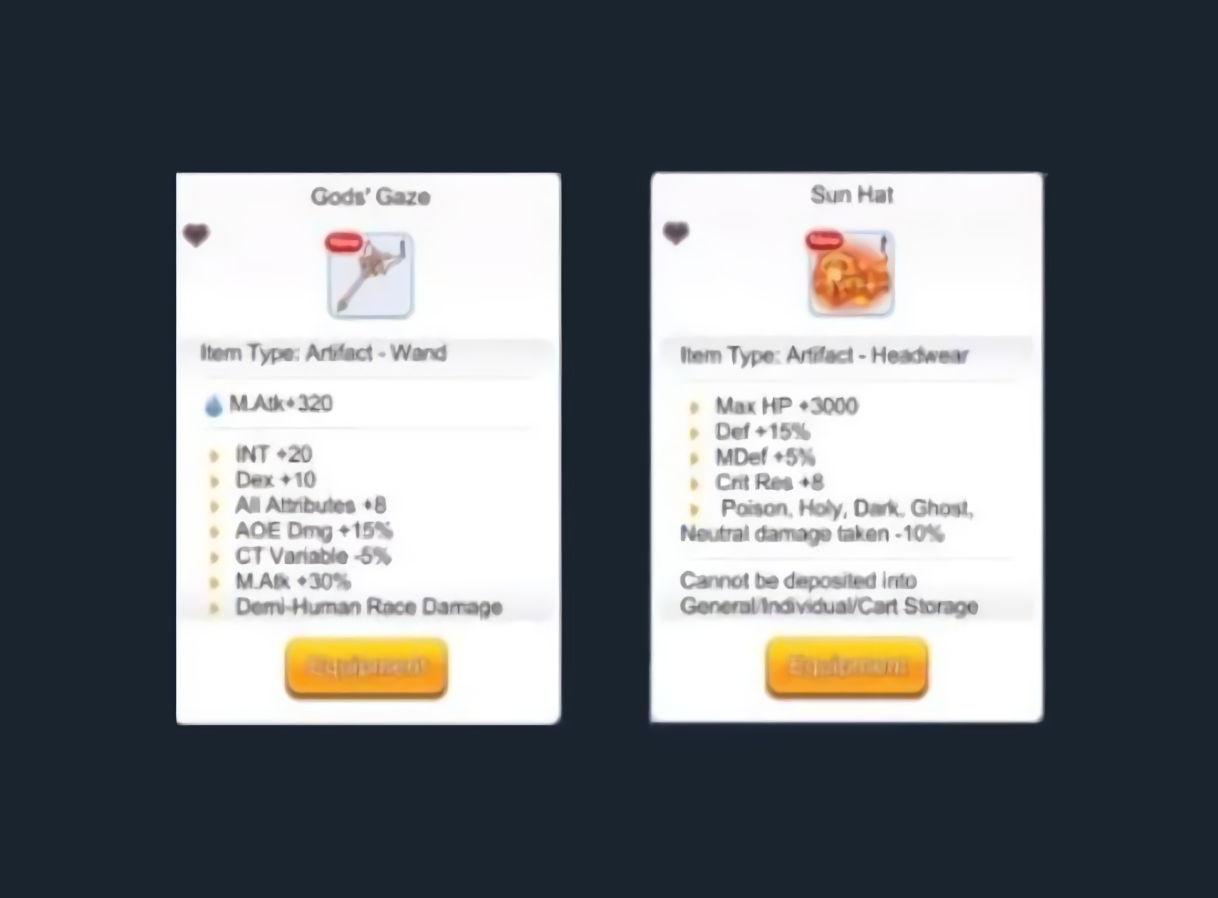 Gods' Gaze
Item Type: Artifact - Wand
M.Atk+320
INT +20
Dex +10
All Attributes +8
AOE Dmg +15%
CT Variable -5%
M.Atk +30%
Demi-Human Race Damage
Equipment
Sun Hat
Item Type: Artifact - Headwear
Max HP +3000
Def +15%
MDef +5%
Crit Res +8
Poison, Holy, Dark, Ghost,
Neutral damage taken -10%
Cannot be deposited into
General/Individual/Cart Storage
Equipment